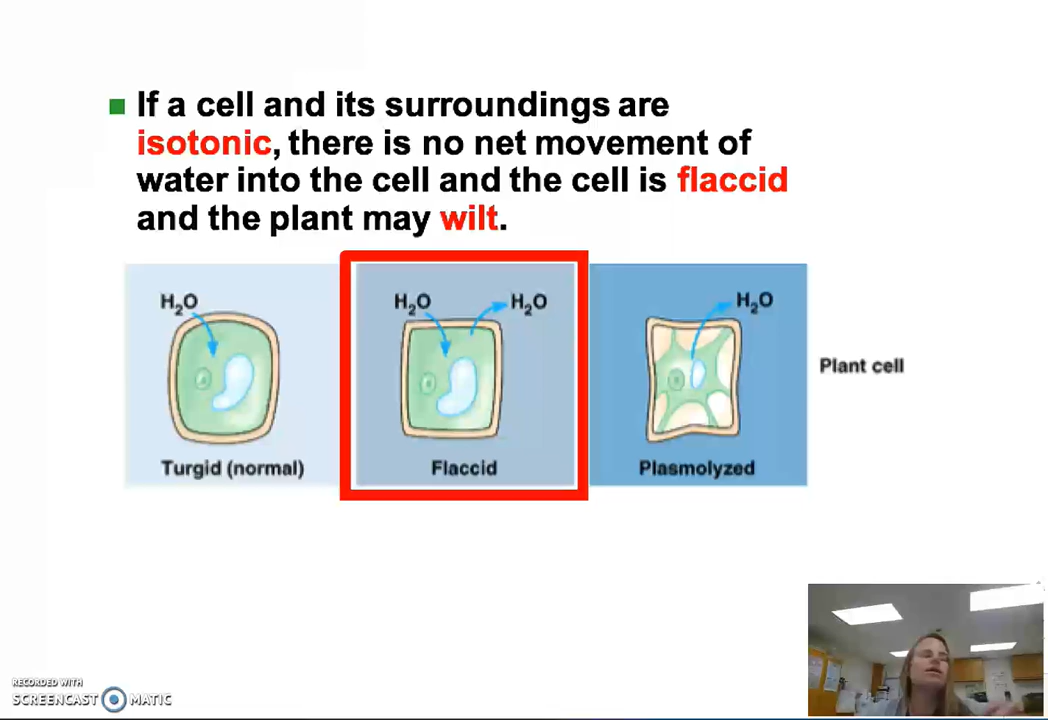 If a cell and its surroundings are
isotonic, there is no net movement of
water into the cell and the cell is flaccid
and the plant may wilt.
H₂O
H₂O
H₂O
H₂O
Plant cell
Turgid (normal)
Flaccid
Plasmolyzed
RECORDED WITH
SCREENCAST MATIC